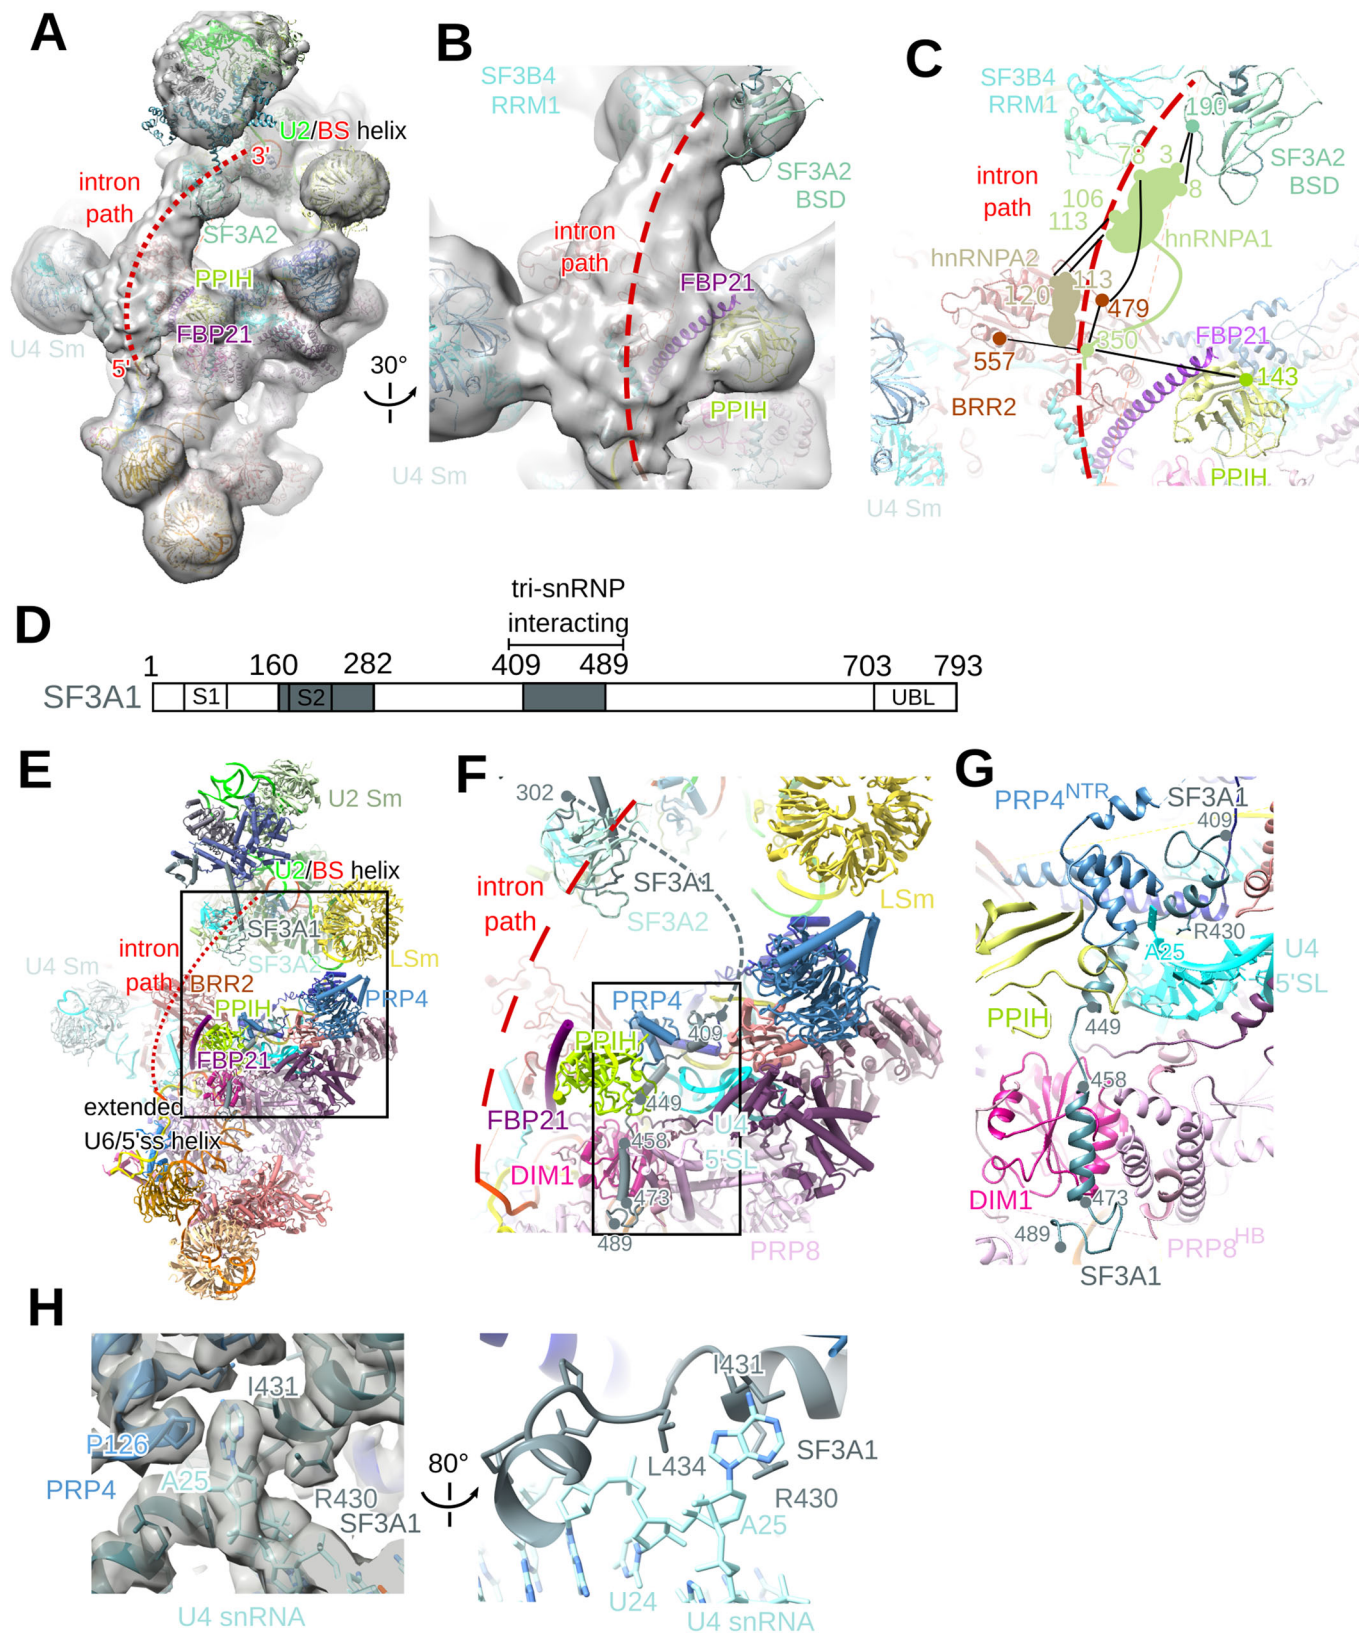 A
U2/BS helix
3'
intron
path
SF3A2
PPIH
FBP21
U4 Sm
5'
30°
B
SF3B4
RRM1
SF3A2
BSD
intron
path
FBP21
PPIH
U4 Sm
C
SF3B4
RRM1
190
78
3
8
SF3A2
BSD
intron
path
106
113
hnRNPA1
hnRNPA2
113
120
479
350
FBP21
557
143
BRR2
PPIH
U4 Sm
D
tri-snRNP
interacting
1
160
282
409
489
703
793
SF3A1
S1
S2
UBL
E
U2 Sm
U2/BS helix
SF3A1
SF3A2
intron
path
U4 Sm
LSm
BRR2
PRP4
PPIH
FBP21
extended
U6/5'ss helix
F
302
SF3A1
SF3A2
intron
path
LSm
PRP4
409
PPIH
449
FBP21
U4
5'SL
458
DIM1
473
489
PRP8
G
PRP4NTR
SF3A1
409
R430
A25
U4
5'SL
PPIH
449
458
DIM1
473
489
PRP8HB
SF3A1
H
I431
P126
PRP4
A25
R430
SF3A1
U4 snRNA
80°
I431
L434
SF3A1
R430
A25
U24
U4 snRNA